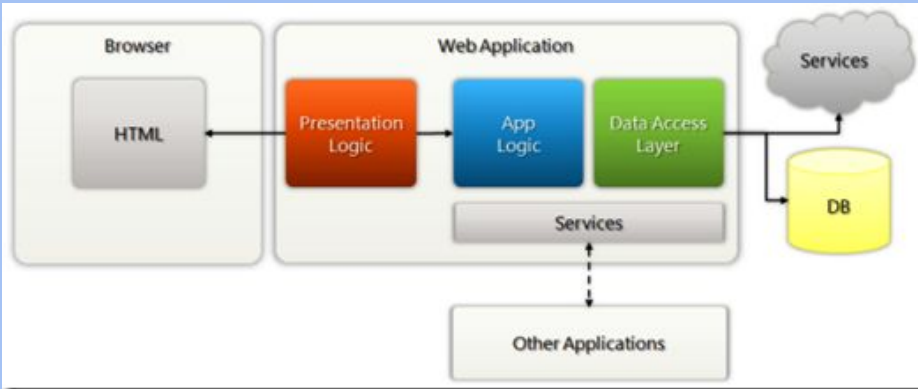 Browser
Web Application
Services
HTML
Presentation
Logic
App
Logic
Data Access
Layer
DB
Services
Other Applications